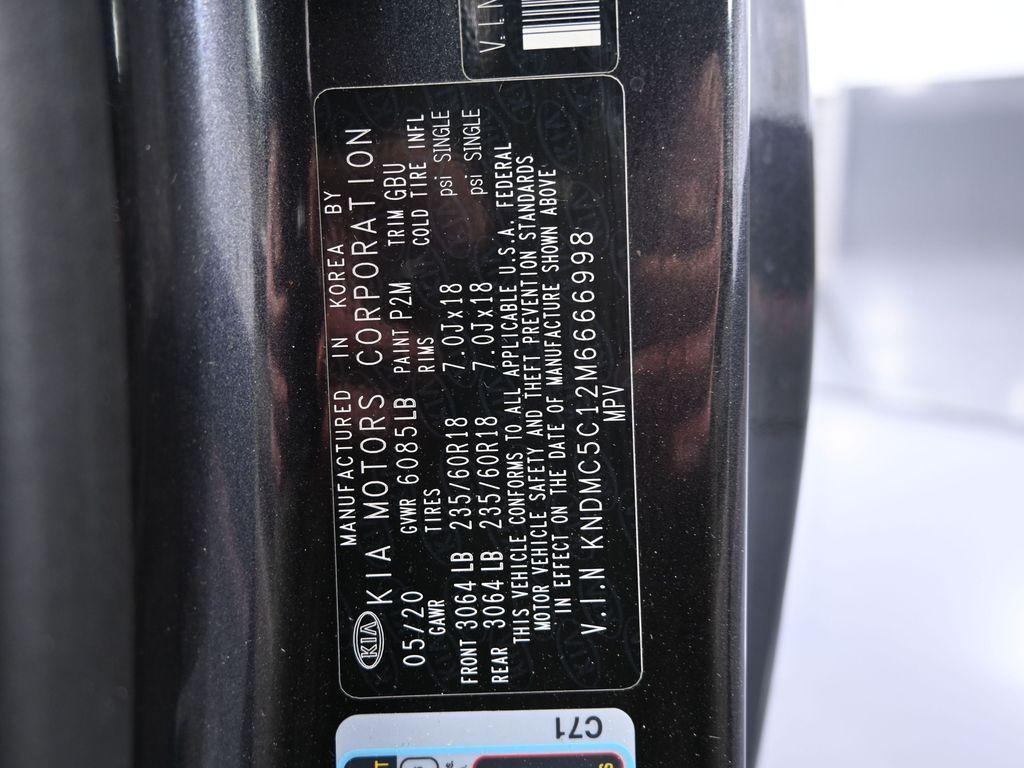 V.I.N
MANUFACTURED IN KOREA BY
KIA KIA MOTORS CORPORATION
05/20 GVWR 6085LB PAINT P2M TRIM GBU
GAWR TIRES RIMS COLD TIRE INFL
FRONT 3064 LB 235/60R18 7.0Jx18 psi SINGLE
REAR 3064 LB 235/60R18 7.0Jx18 psi SINGLE
THIS VEHICLE CONFORMS TO ALL APPLICABLE U.S.A. FEDERAL
MOTOR VEHICLE SAFETY AND THEFT PREVENTION STANDARDS
IN EFFECT ON THE DATE OF MANUFACTURE SHOWN ABOVE
V.I.N KNDMC5C12M6666998
MPV
C71